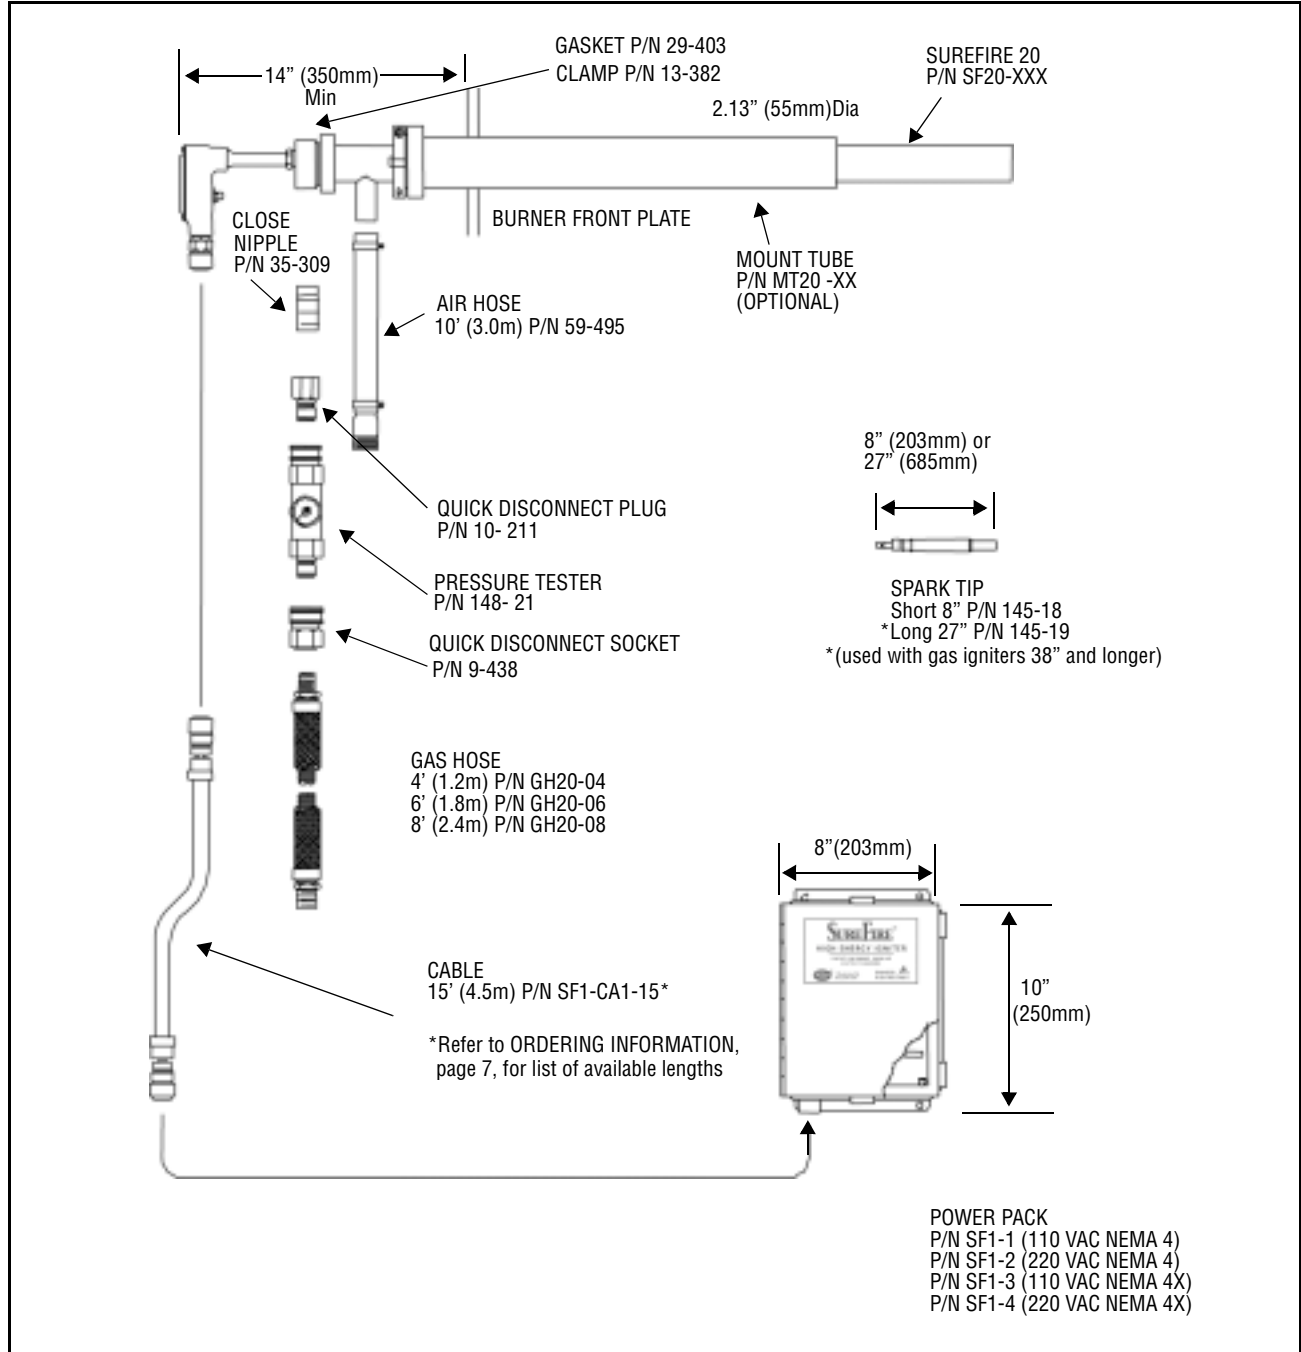 GASKET P/N 29-403
CLAMP P/N 13-382
SUREFIRE 20
P/N SF20-XXX
14” (350mm)
Min
2.13” (55mm)Dia
CLOSE
NIPPLE
P/N 35-309
BURNER FRONT PLATE
MOUNT TUBE
P/N MT20 -XX
(OPTIONAL)
AIR HOSE
10’ (3.0m) P/N 59-495
8” (203mm) or
27” (685mm)
QUICK DISCONNECT PLUG
P/N 10- 211
PRESSURE TESTER
P/N 148- 21
SPARK TIP
Short 8” P/N 145-18
*Long 27” P/N 145-19
*(used with gas igniters 38” and longer)
QUICK DISCONNECT SOCKET
P/N 9-438
GAS HOSE
4’ (1.2m) P/N GH20-04
6’ (1.8m) P/N GH20-06
8’ (2.4m) P/N GH20-08
8”(203mm)
SUREFIRE
HIGH ENERGY IGNITER
10”
(250mm)
CABLE
15’ (4.5m) P/N SF1-CA1-15*
*Refer to ORDERING INFORMATION,
page 7, for list of available lengths
POWER PACK
P/N SF1-1 (110 VAC NEMA 4)
P/N SF1-2 (220 VAC NEMA 4)
P/N SF1-3 (110 VAC NEMA 4X)
P/N SF1-4 (220 VAC NEMA 4X)